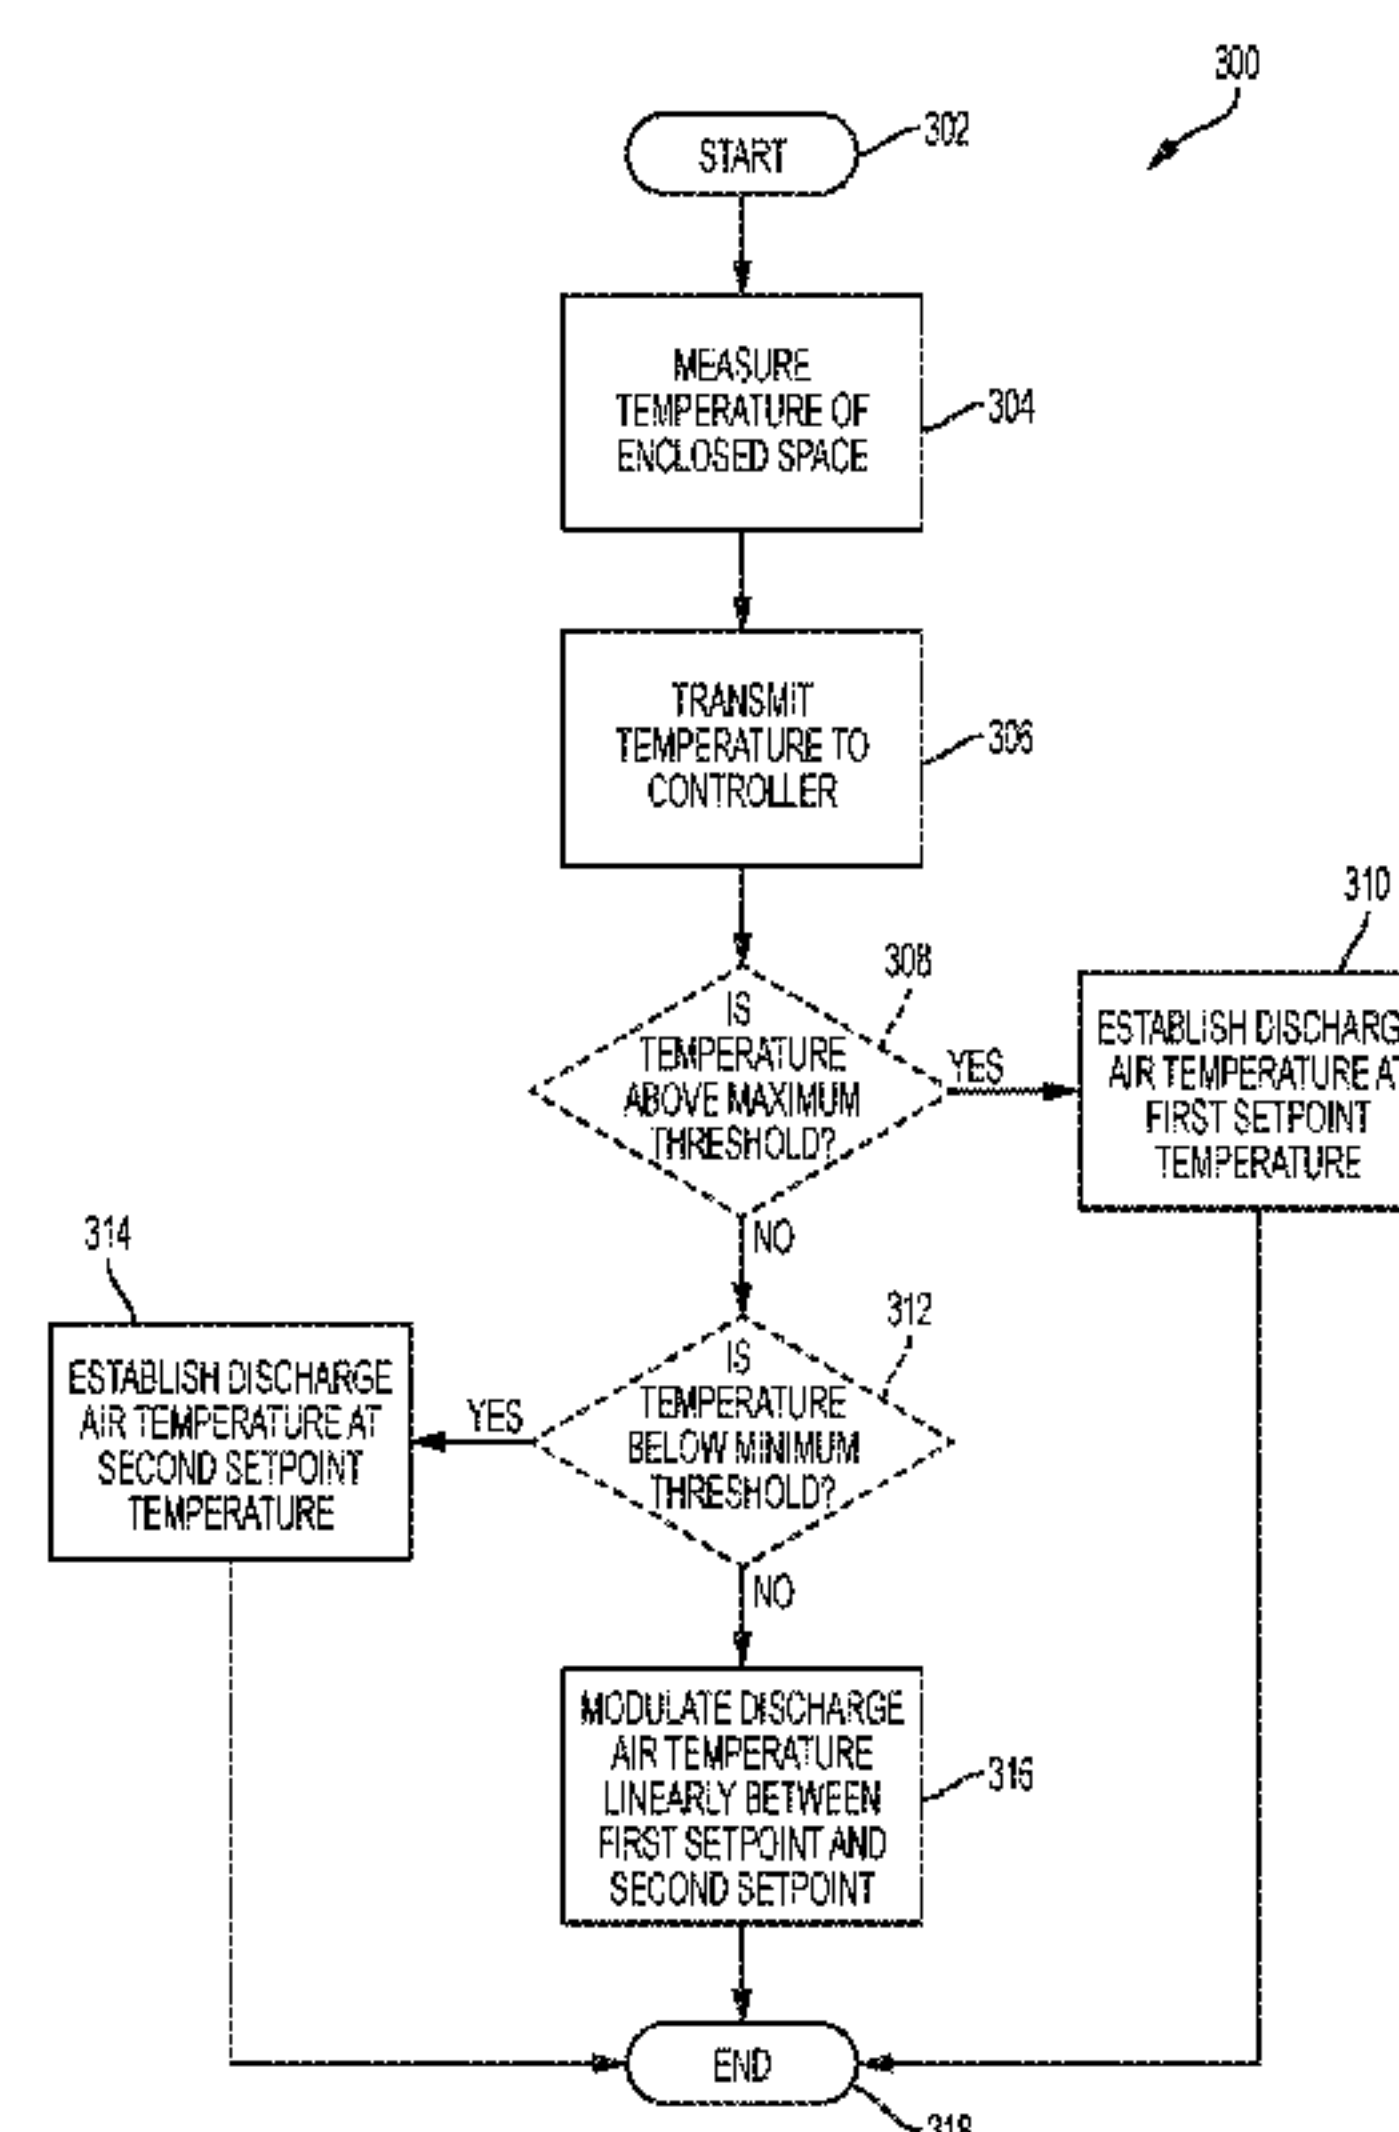 300
START
302
MEASURE
TEMPERATURE OF
ENCLOSED SPACE
304
TRANSMIT
TEMPERATURE TO
CONTROLLER
306
308
IS
TEMPERATURE
ABOVE MAXIMUM
THRESHOLD?
YES
310
ESTABLISH DISCHARG
AIR TEMPERATURE AT
FIRST SETPOINT
TEMPERATURE
NO
312
IS
TEMPERATURE
BELOW MINIMUM
THRESHOLD?
YES
314
ESTABLISH DISCHARGE
AIR TEMPERATURE AT
SECOND SETPOINT
TEMPERATURE
NO
MODULATE DISCHARGE
AIR TEMPERATURE
LINEARLY BETWEEN
FIRST SETPOINT AND
SECOND SETPOINT
316
END
318